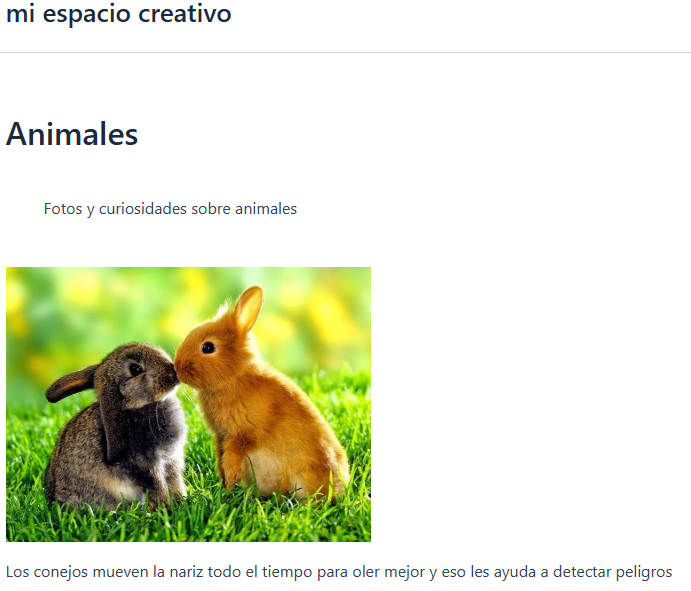 mi espacio creativo
Animales
Fotos y curiosidades sobre animales
Los conejos mueven la nariz todo el tiempo para oler mejor y eso les ayuda a detectar peligros